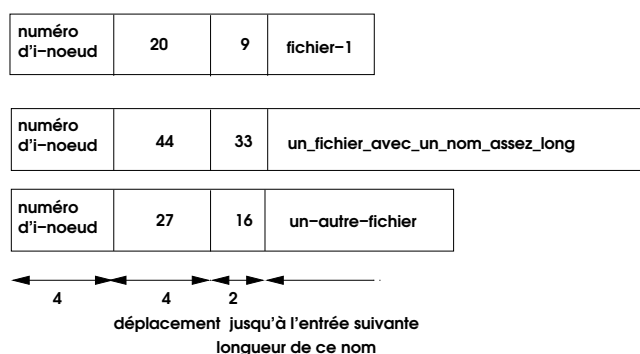 numéro
d'i-noeud
20
9
fichier-1
numéro
d'i-noeud
44
33
un_fichier_avec_un_nom_assez_long
numéro
d'i-noeud
27
16
un-autre-fichier
4
4
2
déplacement jusqu'à l'entrée suivante
longueur de ce nom